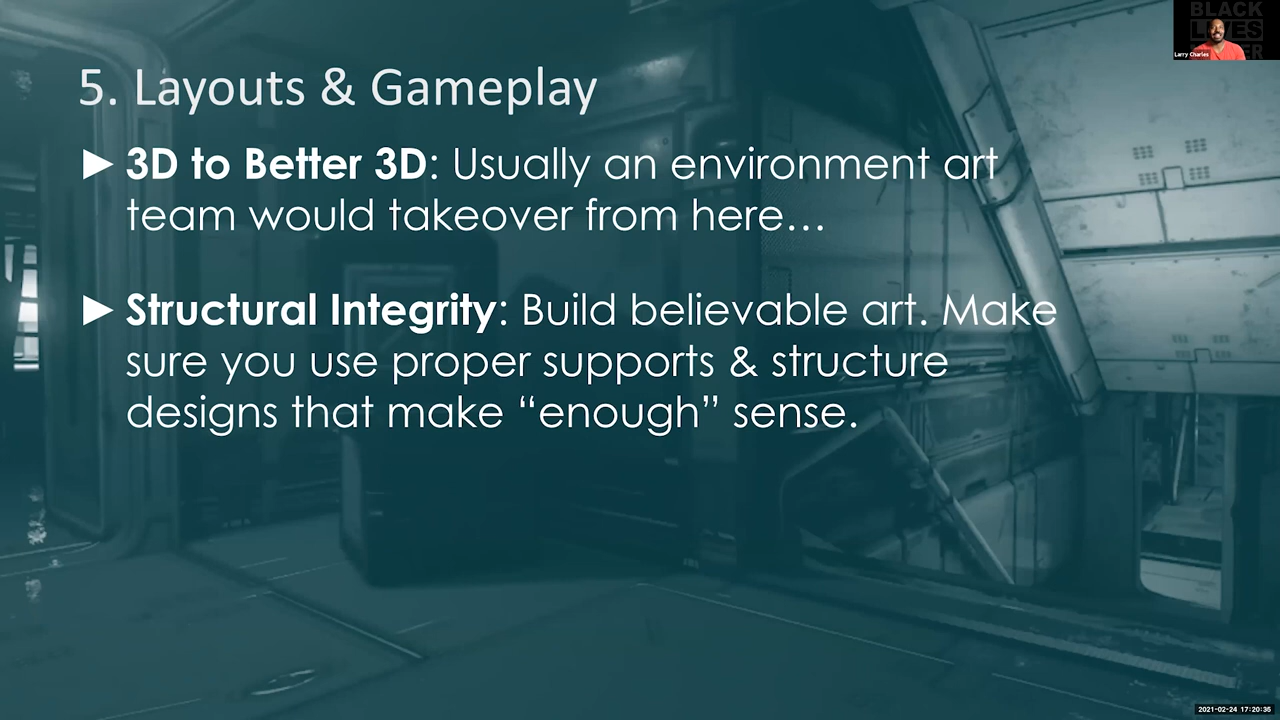 BLACK
LIVES
Larry Charles
5. Layouts & Gameplay
► 3D to Better 3D: Usually an environment art
team would takeover from here…
► Structural Integrity: Build believable art. Make
sure you use proper supports & structure
designs that make “enough” sense.
2021-02-24 17:20:35